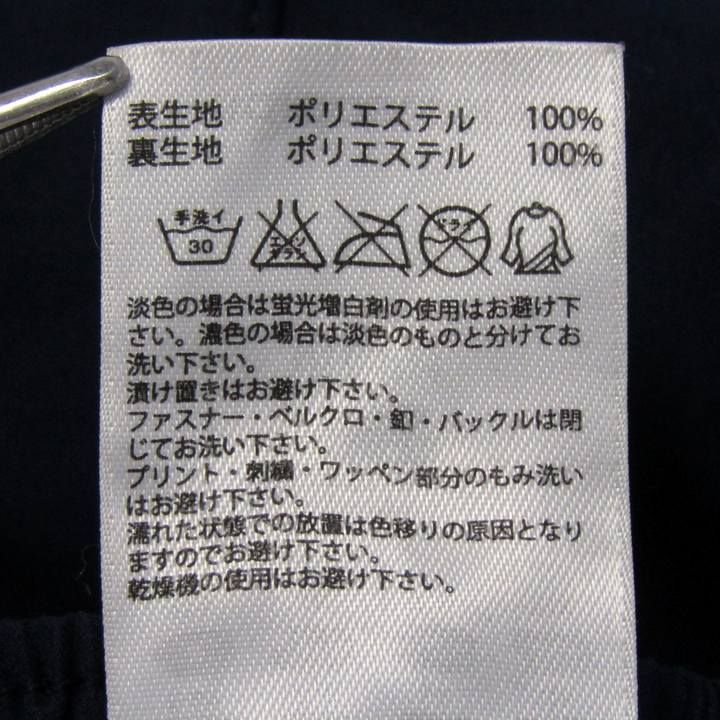 表生地 ポリエステル 100%
裏生地 ポリエステル 100%
手洗イ エンソサラシ ドライ
30
淡色の場合は蛍光増白剤の使用はお避け下
さい。濃色の場合は淡色のものと分けてお
洗い下さい。
漬け置きはお避け下さい。
ファスナー・ベルクロ・釦・バックルは閉
じてお洗い下さい。
プリント・刺繍・ワッペン部分のもみ洗い
はお避け下さい。
濡れた状態での放置は色移りの原因となり
ますのでお避け下さい。
乾燥機の使用はお避け下さい。